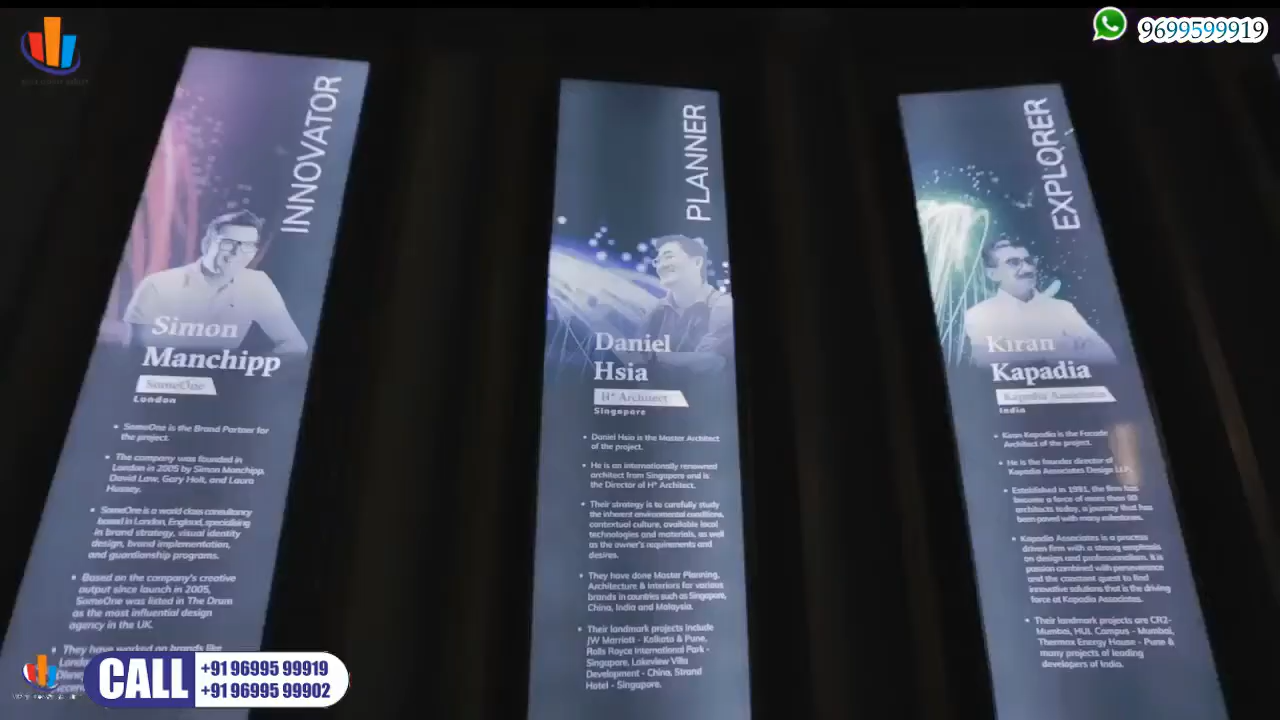 9699599919
INNOVATOR
Simon
Manchipp
SomeOne
London
• SomeOne is the Brand Partner for
the project.
• The company was founded in
London in 2005 by Simon Manchipp,
David Law, Gary Holt, and Laura
Hussey.
• SomeOne is a world class consultancy
based in London, England, specialising
in brand strategy, visual identity
design, brand implementation,
and guardianship programs.
• Based on the company's creative
output since launch in 2005,
SomeOne was listed in The Drum
as the most influential design
agency in the UK.
• They have worked on brands like
PLANNER
Daniel
Hsia
H* Architect
Singapore
• Daniel Hsia is the Master Architect
of the project.
• He is an internationally renowned
architect from Singapore and is
the Director of H* Architect.
• Their strategy is to carefully study
the inherent environmental conditions,
contextual culture, available local
technologies and materials, as well
as the owner's requirements and
desires.
• They have done Master Planning,
Architecture & Interiors for various
brands in countries such as Singapore,
China, India and Malaysia.
• Their landmark projects include
JW Marriott - Kolkata & Pune,
Rolls Royce International Park -
Singapore, Lakeview Villa
Development - China, Strand
Hotel - Singapore.
EXPLORER
Kiran
Kapadia
Kapadia Associates
India
• Kiran Kapadia is the Facade
Architect of the project.
• He is the founder director of
Kapadia Associates Design LLP.
• Established in 1991, the firm has
become a force of more than 80
architects today, a journey that has
been paved with many milestones.
• Kapadia Associates is a process
driven firm with a strong emphasis
on design and professionalism. It is
passion combined with perseverance
and the constant quest to find
innovative solutions that is the driving
force at Kapadia Associates.
• Their landmark projects are CR2-
Mumbai, HUL Campus - Mumbai,
Thermax Energy House - Pune &
many projects of leading
developers of India.
CALL
+91 96995 99919
+91 96995 99902